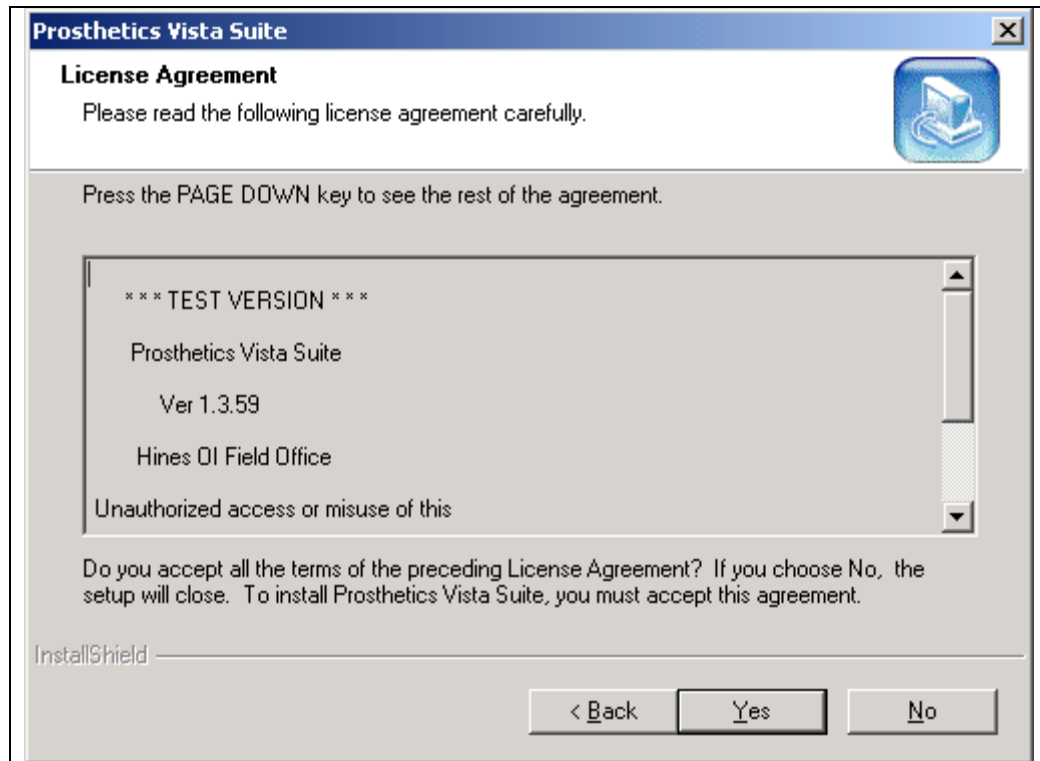 Prosthetics Vista Suite
License Agreement
Please read the following license agreement carefully.
Press the PAGE DOWN key to see the rest of the agreement.
* * * TEST VERSION * * *
Prosthetics Vista Suite
Ver 1.3.59
Hines OI Field Office
Unauthorized access or misuse of this
Do you accept all the terms of the preceding License Agreement?  If you choose No,  the
setup will close.  To install Prosthetics Vista Suite, you must accept this agreement.
InstallShield
< Back Yes No